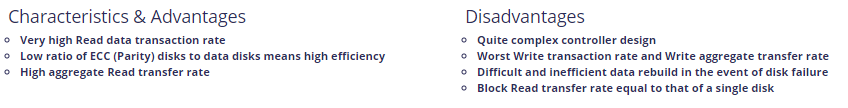 Characteristics & Advantages
Very high Read data transaction rate
Low ratio of ECC (Parity) disks to data disks means high efficiency
High aggregate Read transfer rate
Disadvantages
Quite complex controller design
Worst Write transaction rate and Write aggregate transfer rate
Difficult and inefficient data rebuild in the event of disk failure
Block Read transfer rate equal to that of a single disk